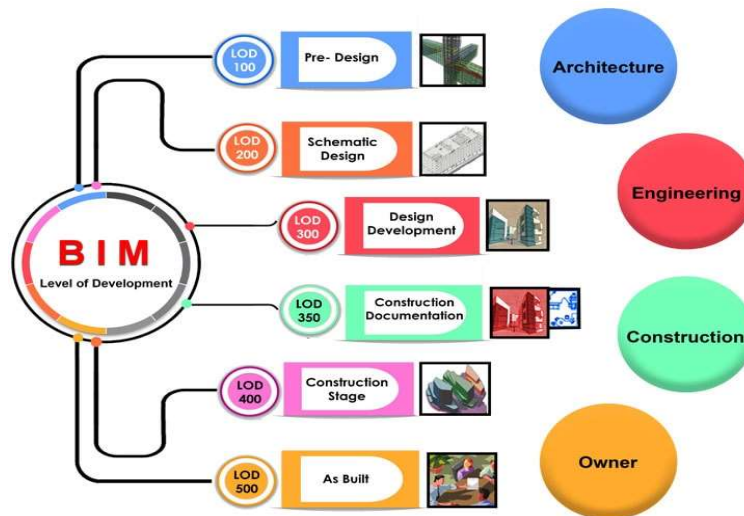 LOD
100
Pre- Design
Architecture
LOD
200
Schematic
Design
Engineering
LOD
300
Design
Development
B I M
Level of Development
LOD
350
Construction
Documentation
Construction
LOD
400
Construction
Stage
LOD
500
As Built
Owner